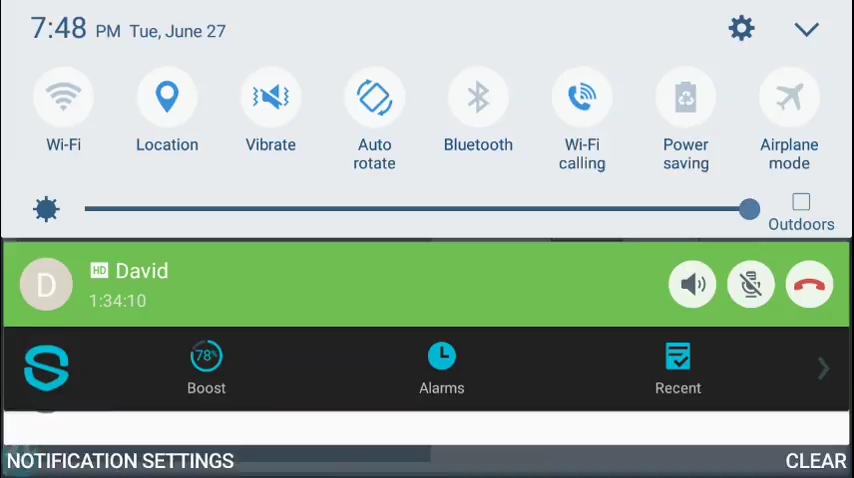 7:48 PM Tue, June 27
Wi-Fi
Location
Vibrate
Auto
rotate
Bluetooth
Wi-Fi
calling
Power
saving
Airplane
mode
Outdoors
D
HD David
1:34:10
78%
Boost
Alarms
Recent
NOTIFICATION SETTINGS
CLEAR